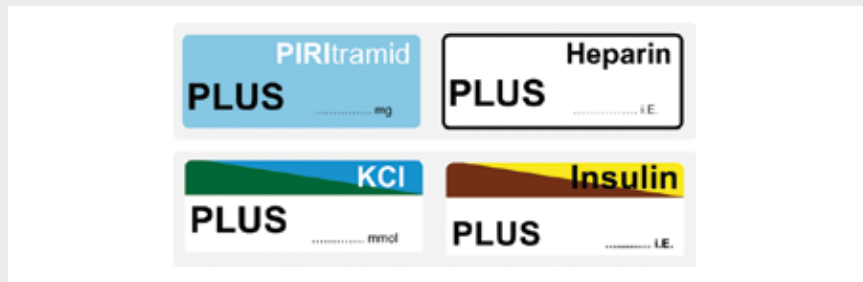 PIRItramid
PLUS .............. mg
Heparin
PLUS ................ i.E.
KCl
PLUS ............. mmol
Insulin
PLUS ........... i.E.